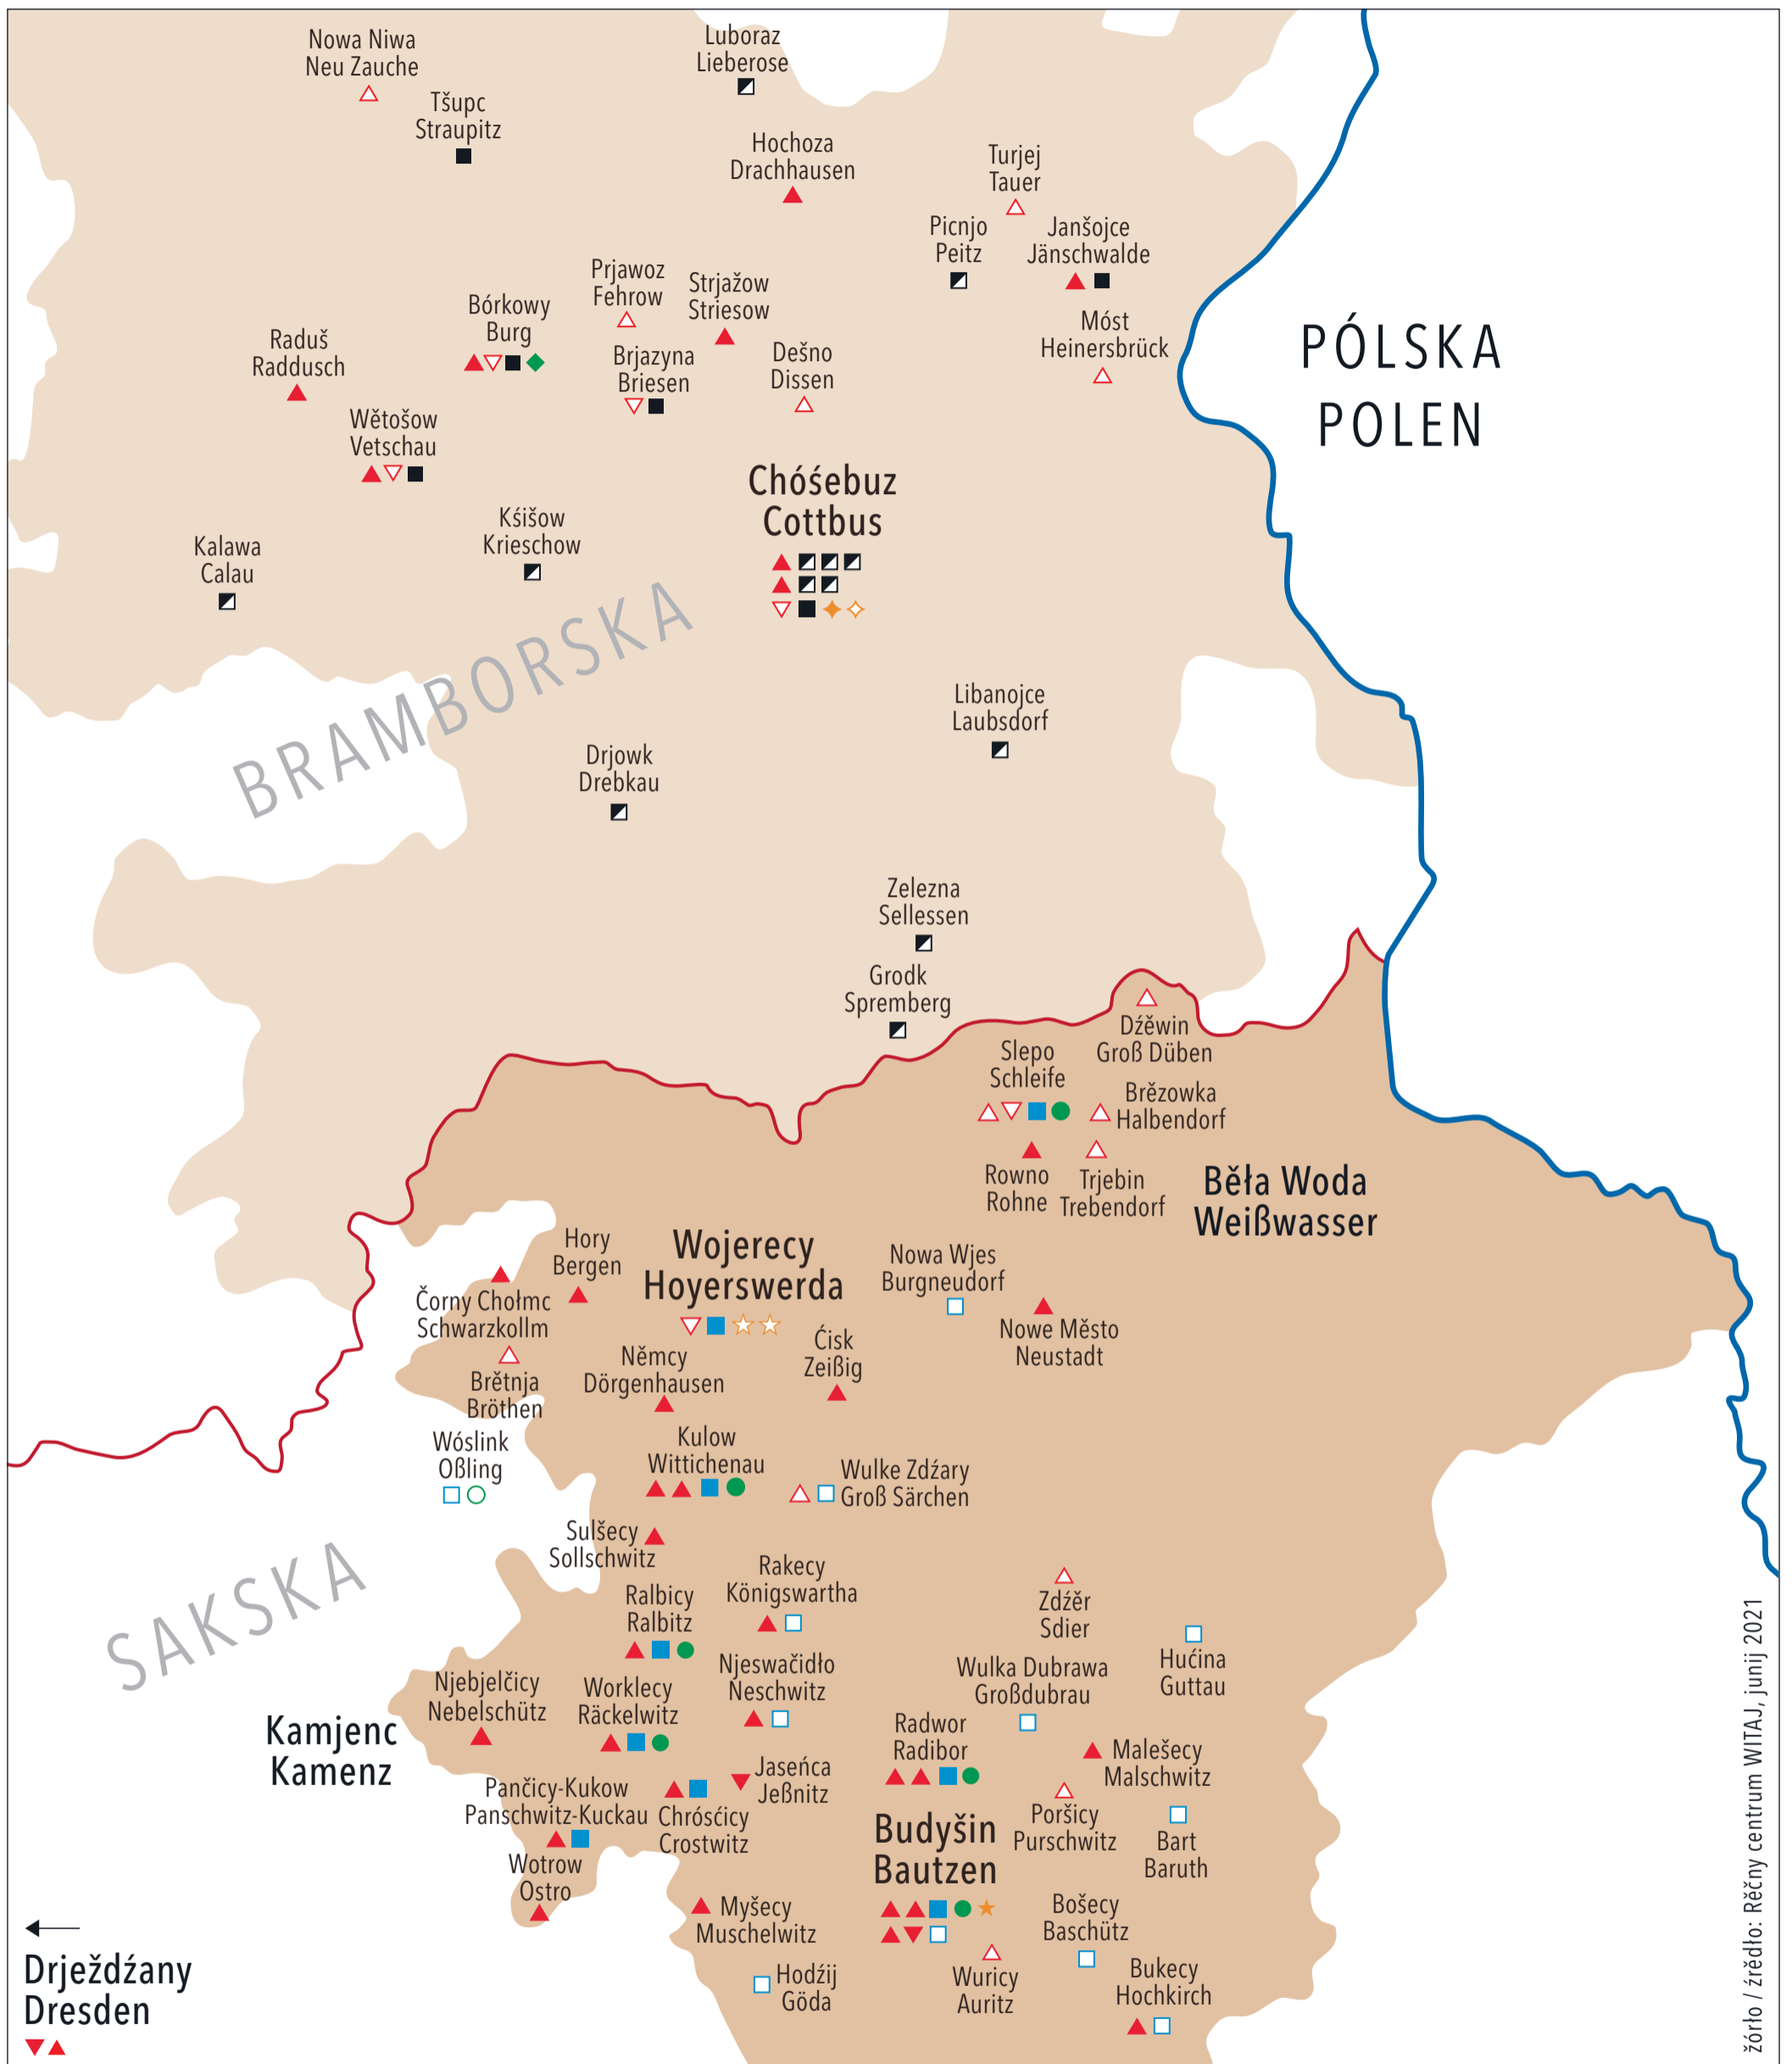 Nowa Niwa
Neu Zauche
Luboraz
Lieberose
Tšupc
Straupitz
Hochoza
Drachhausen
Turjej
Tauer
Picnjo
Peitz
Janšojce
Jänschwalde
Prjawoz
Fehrow
Strjažow
Striesow
Bórkowy
Burg
Móst
Heinersbrück
PÓLSKA
POLEN
Raduš
Raddusch
Brjazyna
Briesen
Dešno
Dissen
Wětošow
Vetschau
Chóśebuz
Cottbus
Kśišow
Krieschow
Kalawa
Calau
BRAMBORSKA
Libanojce
Laubsdorf
Drjowk
Drebkau
Zelezna
Sellessen
Grodk
Spremberg
Dźěwin
Groß Düben
Slepo
Schleife
Brězowka
Halbendorf
Rowno
Rohne
Trjebin
Trebendorf
Běła Woda
Weißwasser
Hory
Bergen
Wojerecy
Hoyerswerda
Nowa Wjes
Burgneudorf
Čorny Chołmc
Schwarzkollm
Nowe Město
Neustadt
Ćisk
Zeißig
Němcy
Dörgenhausen
Brětnja
Bröthen
Wóslink
Oßling
Kulow
Wittichenau
Wulke Zdźary
Groß Särchen
Sulšecy
Sollschwitz
SAKSKA
Rakecy
Königswartha
Ralbicy
Ralbitz
Zdźěr
Sdier
Hućina
Guttau
Njeswačidło
Neschwitz
Wulka Dubrawa
Großdubrau
Njebjelčicy
Nebelschütz
Worklecy
Räckelwitz
Kamjenc
Kamenz
Radwor
Radibor
Malešecy
Malschwitz
Jaseńca
Jeßnitz
Pančicy-Kukow
Panschwitz-Kuckau
Chrósćicy
Crostwitz
Poršicy
Purschwitz
Bart
Baruth
Budyšin
Bautzen
Wotrow
Ostro
Myšecy
Muschelwitz
Bošecy
Baschütz
Hodźij
Göda
Wuricy
Auritz
Bukecy
Hochkirch
Drježdźany
Dresden
žórło / žrědło: Rěčny centrum WITAJ, junij 2021